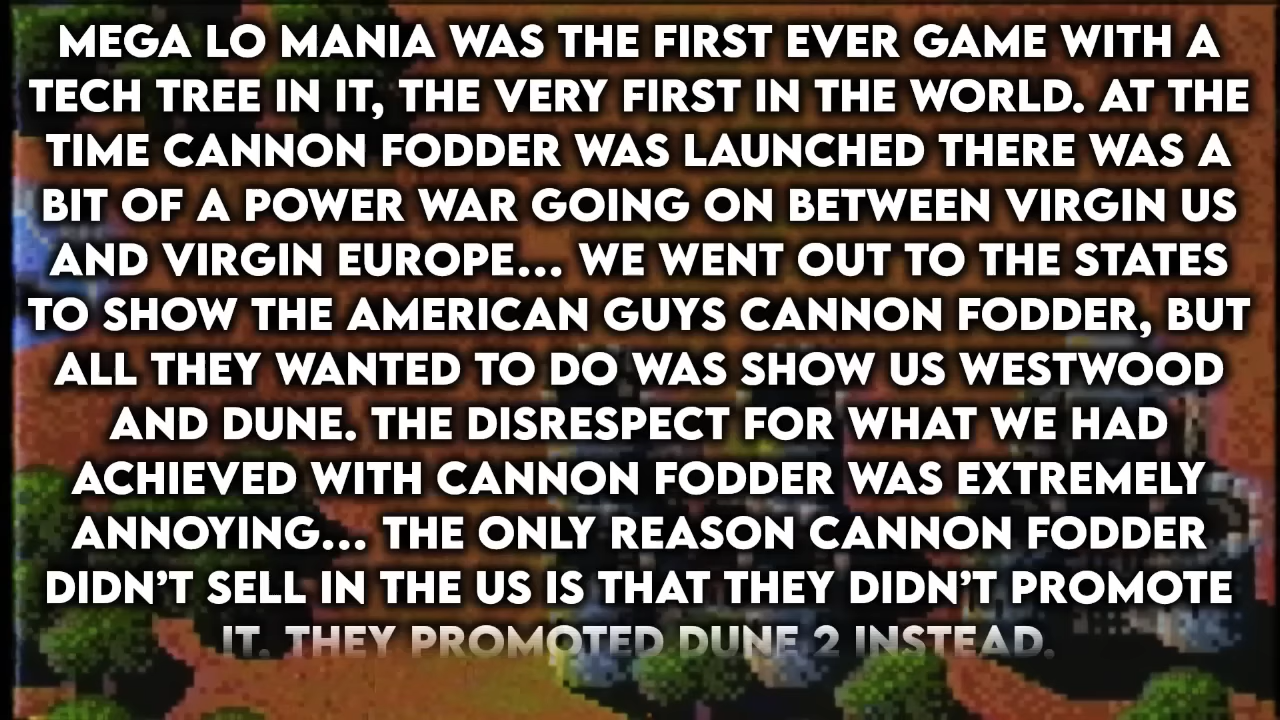 MEGA LO MANIA WAS THE FIRST EVER GAME WITH A
TECH TREE IN IT, THE VERY FIRST IN THE WORLD. AT THE
TIME CANNON FODDER WAS LAUNCHED THERE WAS A
BIT OF A POWER WAR GOING ON BETWEEN VIRGIN US
AND VIRGIN EUROPE... WE WENT OUT TO THE STATES
TO SHOW THE AMERICAN GUYS CANNON FODDER, BUT
ALL THEY WANTED TO DO WAS SHOW US WESTWOOD
AND DUNE. THE DISRESPECT FOR WHAT WE HAD
ACHIEVED WITH CANNON FODDER WAS EXTREMELY
ANNOYING... THE ONLY REASON CANNON FODDER
DIDN’T SELL IN THE US IS THAT THEY DIDN’T PROMOTE
IT. THEY PROMOTED DUNE 2 INSTEAD.